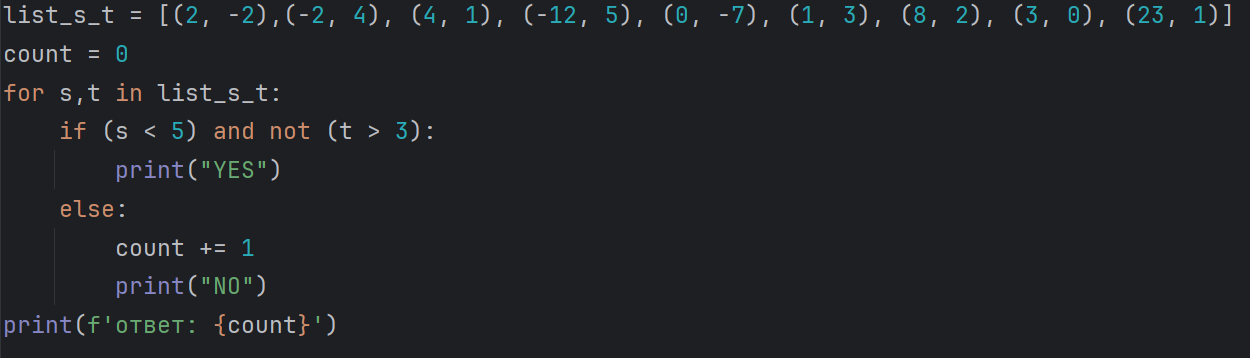 list_s_t = [(2, -2),(-2, 4), (4, 1), (-12, 5), (0, -7), (1, 3), (8, 2), (3, 0), (23, 1)]
count = 0
for s,t in list_s_t:
    if (s < 5) and not (t > 3):
        print("YES")
    else:
        count += 1
        print("NO")
print(f'ответ: {count}')